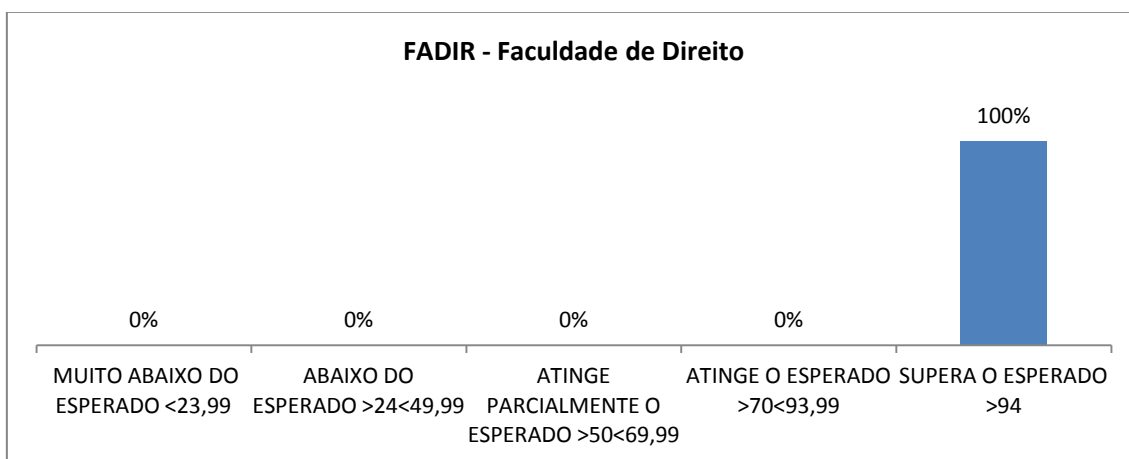 FADIR - Faculdade de Direito
100%
0%
0%
0%
0%
MUITO ABAIXO DO
ESPERADO <23,99
ABAIXO DO
ESPERADO >24<49,99
ATINGE
PARCIALMENTE O
ESPERADO >50<69,99
ATINGE O ESPERADO
>70<93,99
SUPERA O ESPERADO
>94